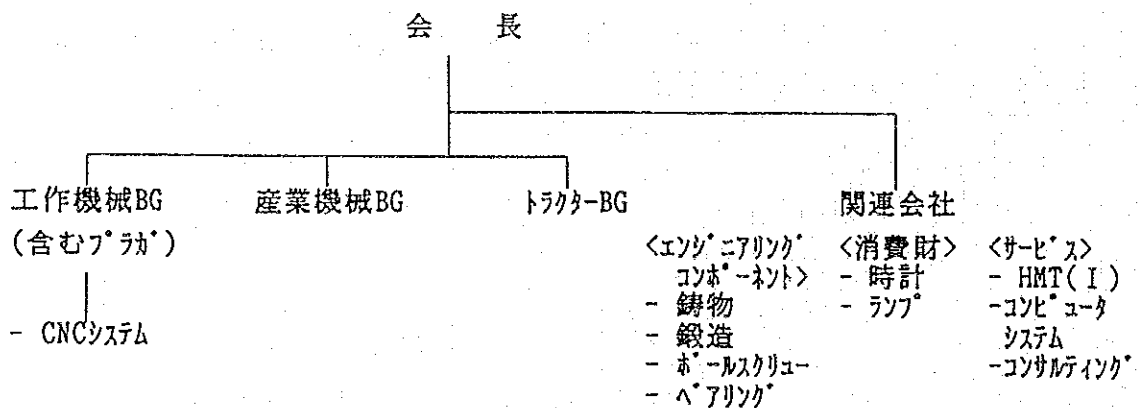 会 長
工作機械BG 産業機械BG トラクターBG 関連会社
(含むプラガ)
- CNCシステム
<エンジニアリング
コンポーネント>
- 鋳物
- 鍛造
- ボールスクリュー
- ベアリング
<消費財>
- 時計
- ランプ
<サービス>
- HMT(I)
-コンピュータ
システム
-コンサルティング